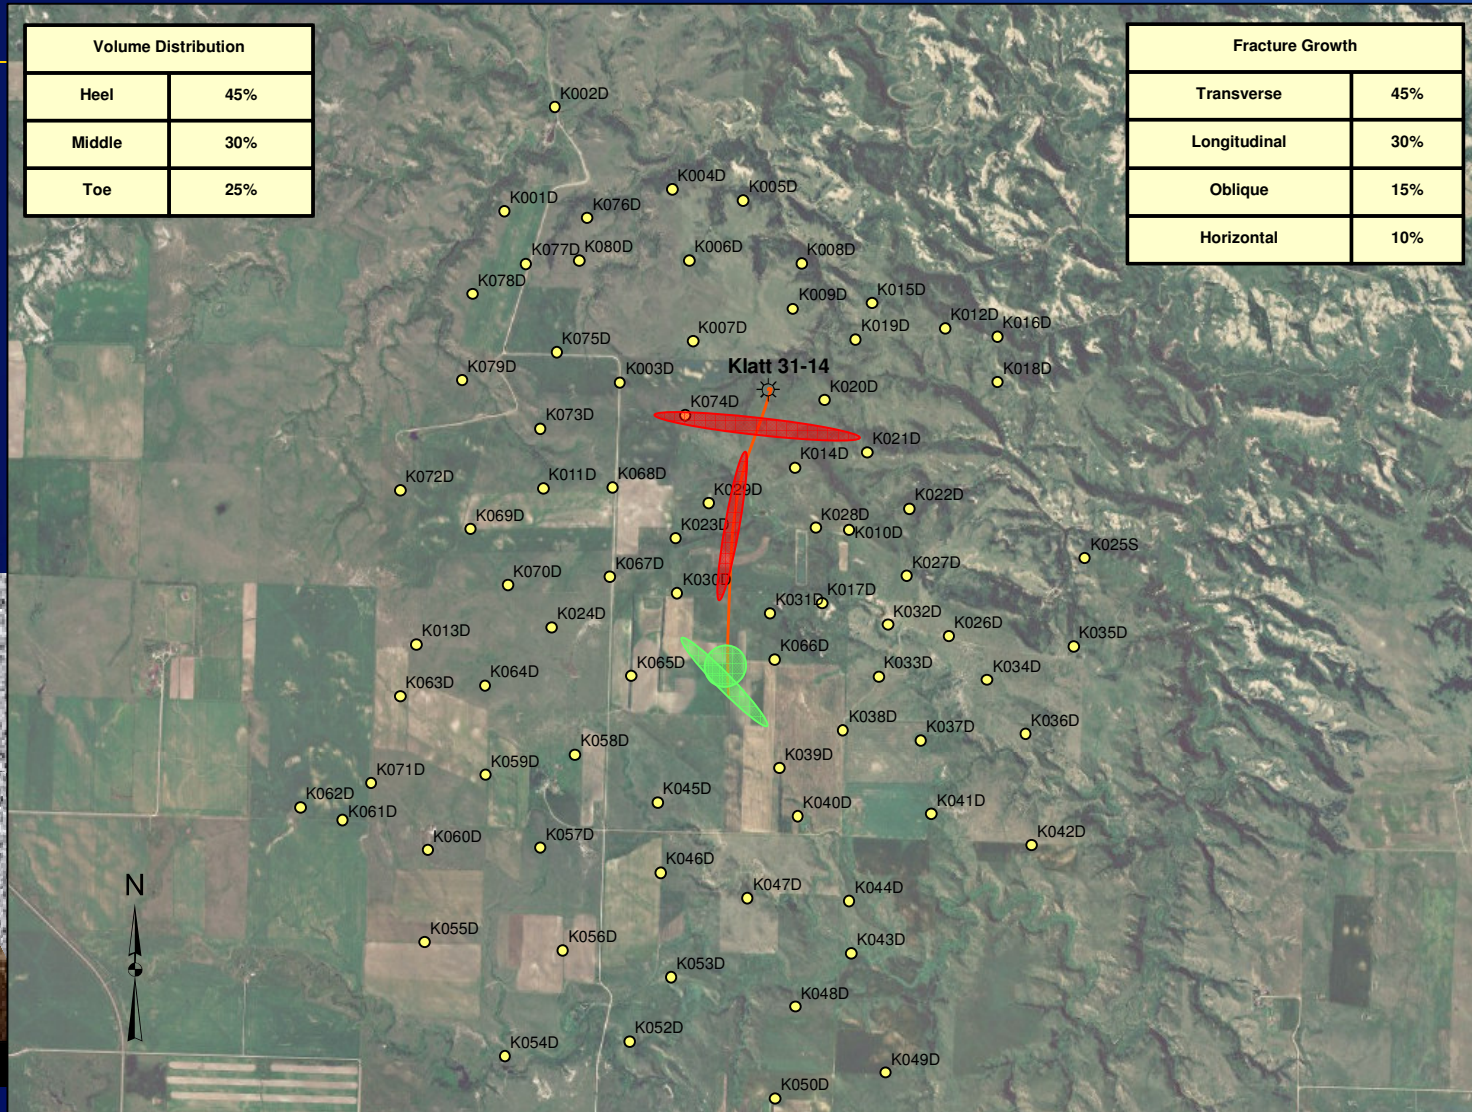 Volume Distribution
Heel 45%
Middle 30%
Toe 25%
Fracture Growth
Transverse 45%
Longitudinal 30%
Oblique 15%
Horizontal 10%
K002D
K004D
K005D
K001D
K076D
K077D
K080D
K006D
K008D
K078D
K009D
K015D
K012D
K016D
K007D
K019D
K075D
Klatt 31-14
K079D
K003D
K018D
K020D
K074D
K073D
K021D
K014D
K072D
K011D
K068D
K029D
K022D
K069D
K023D
K028D
K010D
K025S
K070D
K067D
K030D
K027D
K031D
K017D
K024D
K032D
K026D
K013D
K066D
K035D
K065D
K033D
K034D
K064D
K063D
K038D
K037D
K036D
K058D
K039D
K059D
K071D
K062D
K061D
K045D
K040D
K041D
K060D
K057D
K042D
K046D
N
K047D
K044D
K055D
K056D
K043D
K053D
K048D
K052D
K054D
K049D
K050D